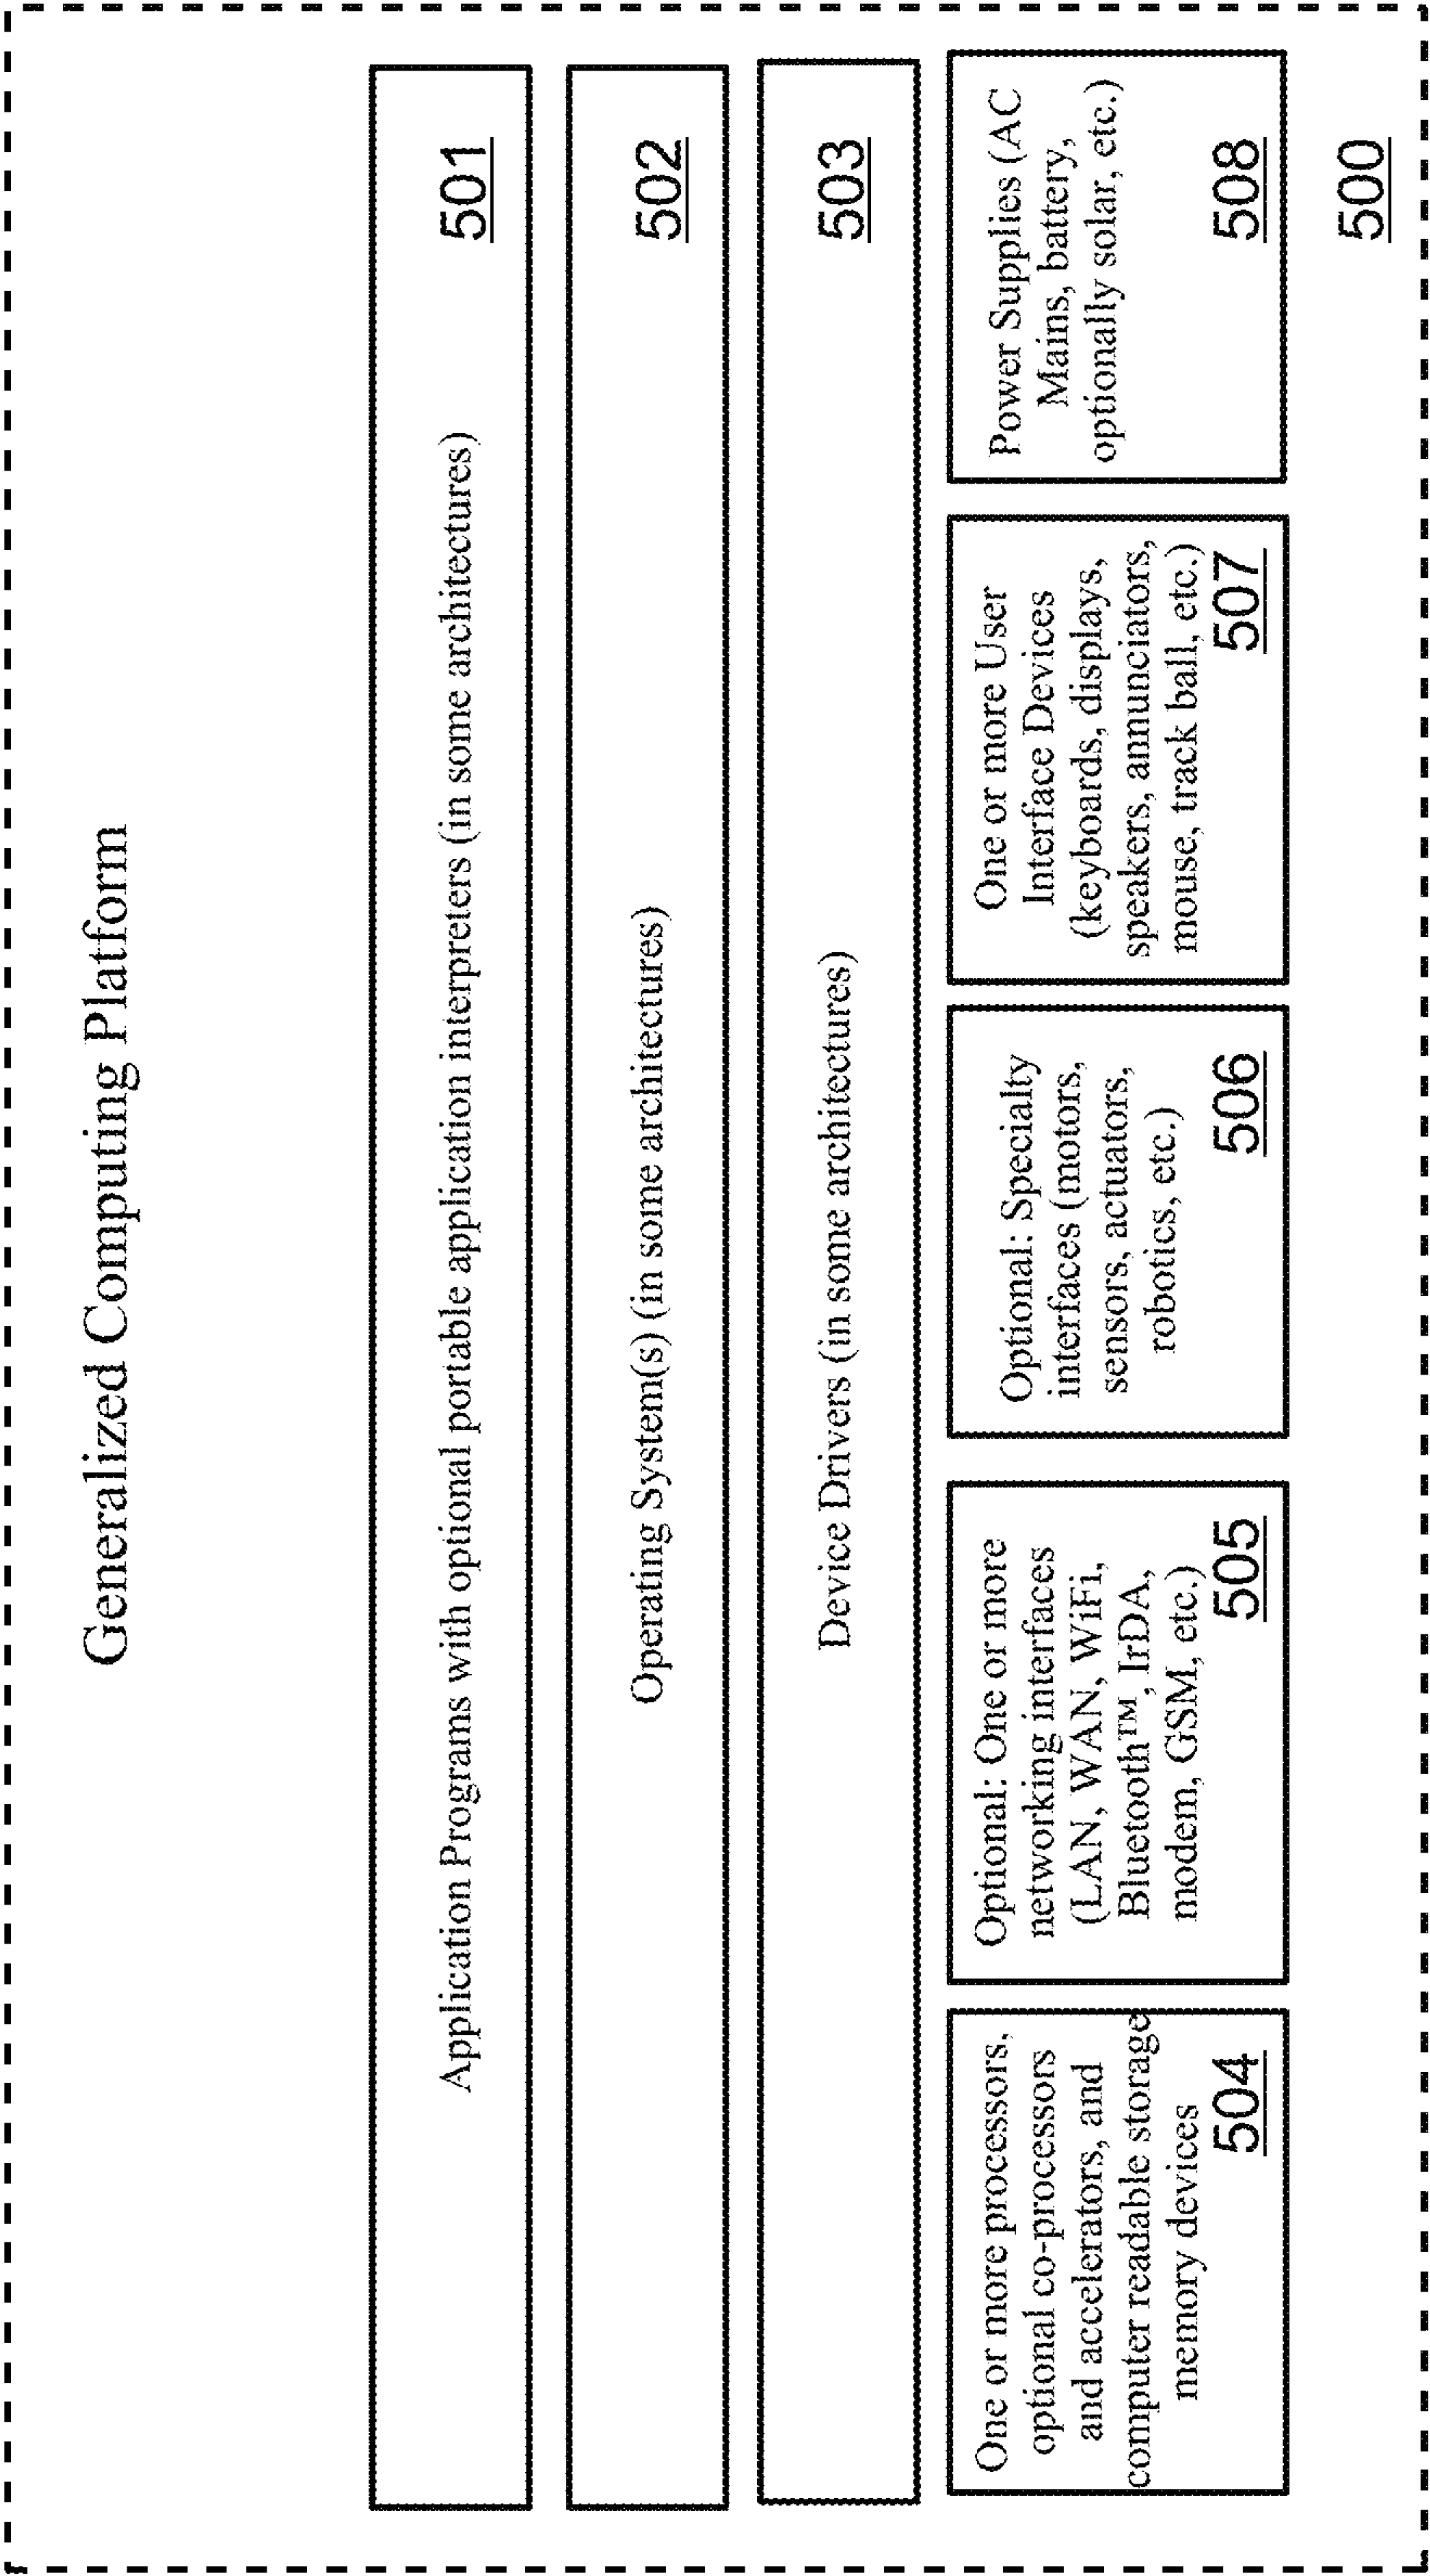 Generalized Computing Platform
Application Programs with optional portable application interpreters (in some architectures)
501
Operating System(s) (in some architectures)
502
Device Drivers (in some architectures)
503
One or more processors,
optional co-processors
and accelerators, and
computer readable storage
memory devices
504
Optional: One or more
networking interfaces
(LAN, WAN, WiFi,
Bluetooth™, IrDA,
modem, GSM, etc.)
505
Optional: Specialty
interfaces (motors,
sensors, actuators,
robotics, etc.)
506
One or more User
Interface Devices
(keyboards, displays,
speakers, annunciators,
mouse, track ball, etc.)
507
Power Supplies (AC
Mains, battery,
optionally solar, etc.)
508
500